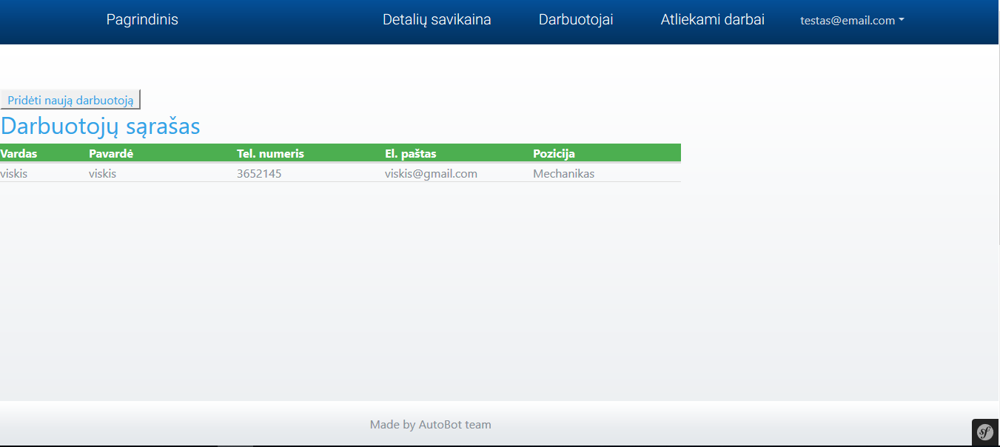 Pagrindinis Detalių savikaina Darbuotojai Atliekami darbai testas@email.com
Pridėti naują darbuotoją
Darbuotojų sąrašas
Vardas Pavardė Tel. numeris El. paštas Pozicija
viskis viskis 3652145 viskis@gmail.com Mechanikas
Made by AutoBot team
sf